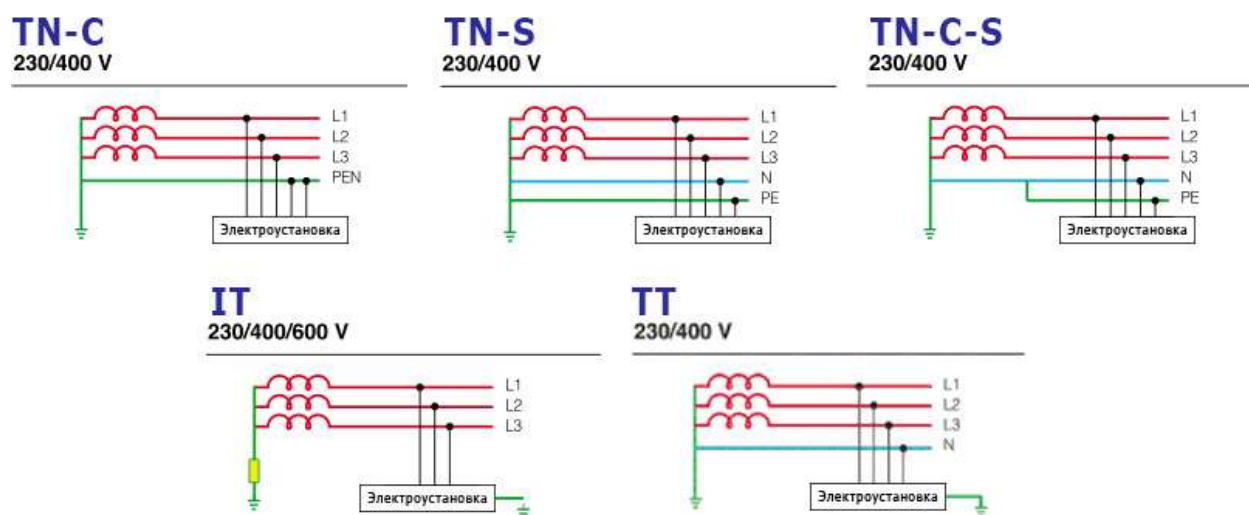 TN-C
230/400 V
L1
L2
L3
PEN
Электроустановка
TN-S
230/400 V
L1
L2
L3
N
PE
Электроустановка
TN-C-S
230/400 V
L1
L2
L3
N
PE
Электроустановка
IT
230/400/600 V
L1
L2
L3
Электроустановка
TT
230/400 V
L1
L2
L3
N
Электроустановка